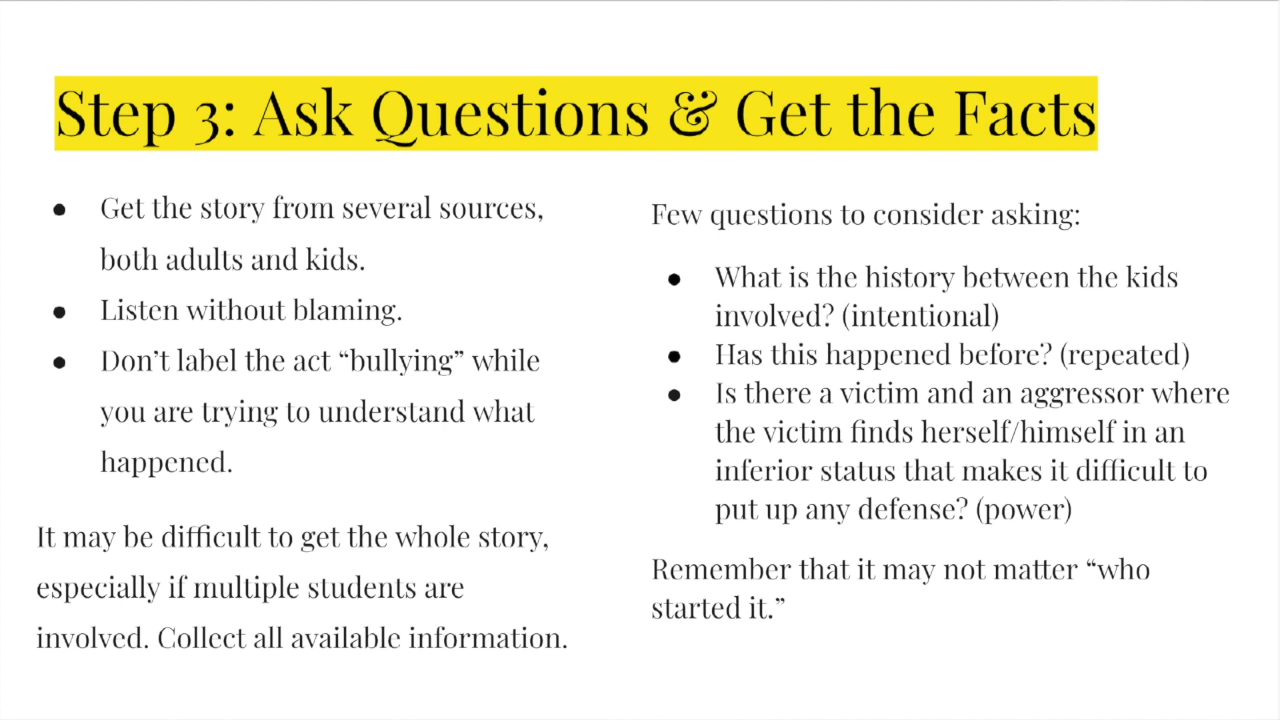 Step 3: Ask Questions & Get the Facts
● Get the story from several sources,
both adults and kids.
● Listen without blaming.
● Don’t label the act “bullying” while
you are trying to understand what
happened.
It may be difficult to get the whole story,
especially if multiple students are
involved. Collect all available information.
Few questions to consider asking:
● What is the history between the kids
involved? (intentional)
● Has this happened before? (repeated)
● Is there a victim and an aggressor where
the victim finds herself/himself in an
inferior status that makes it difficult to
put up any defense? (power)
Remember that it may not matter “who
started it.”